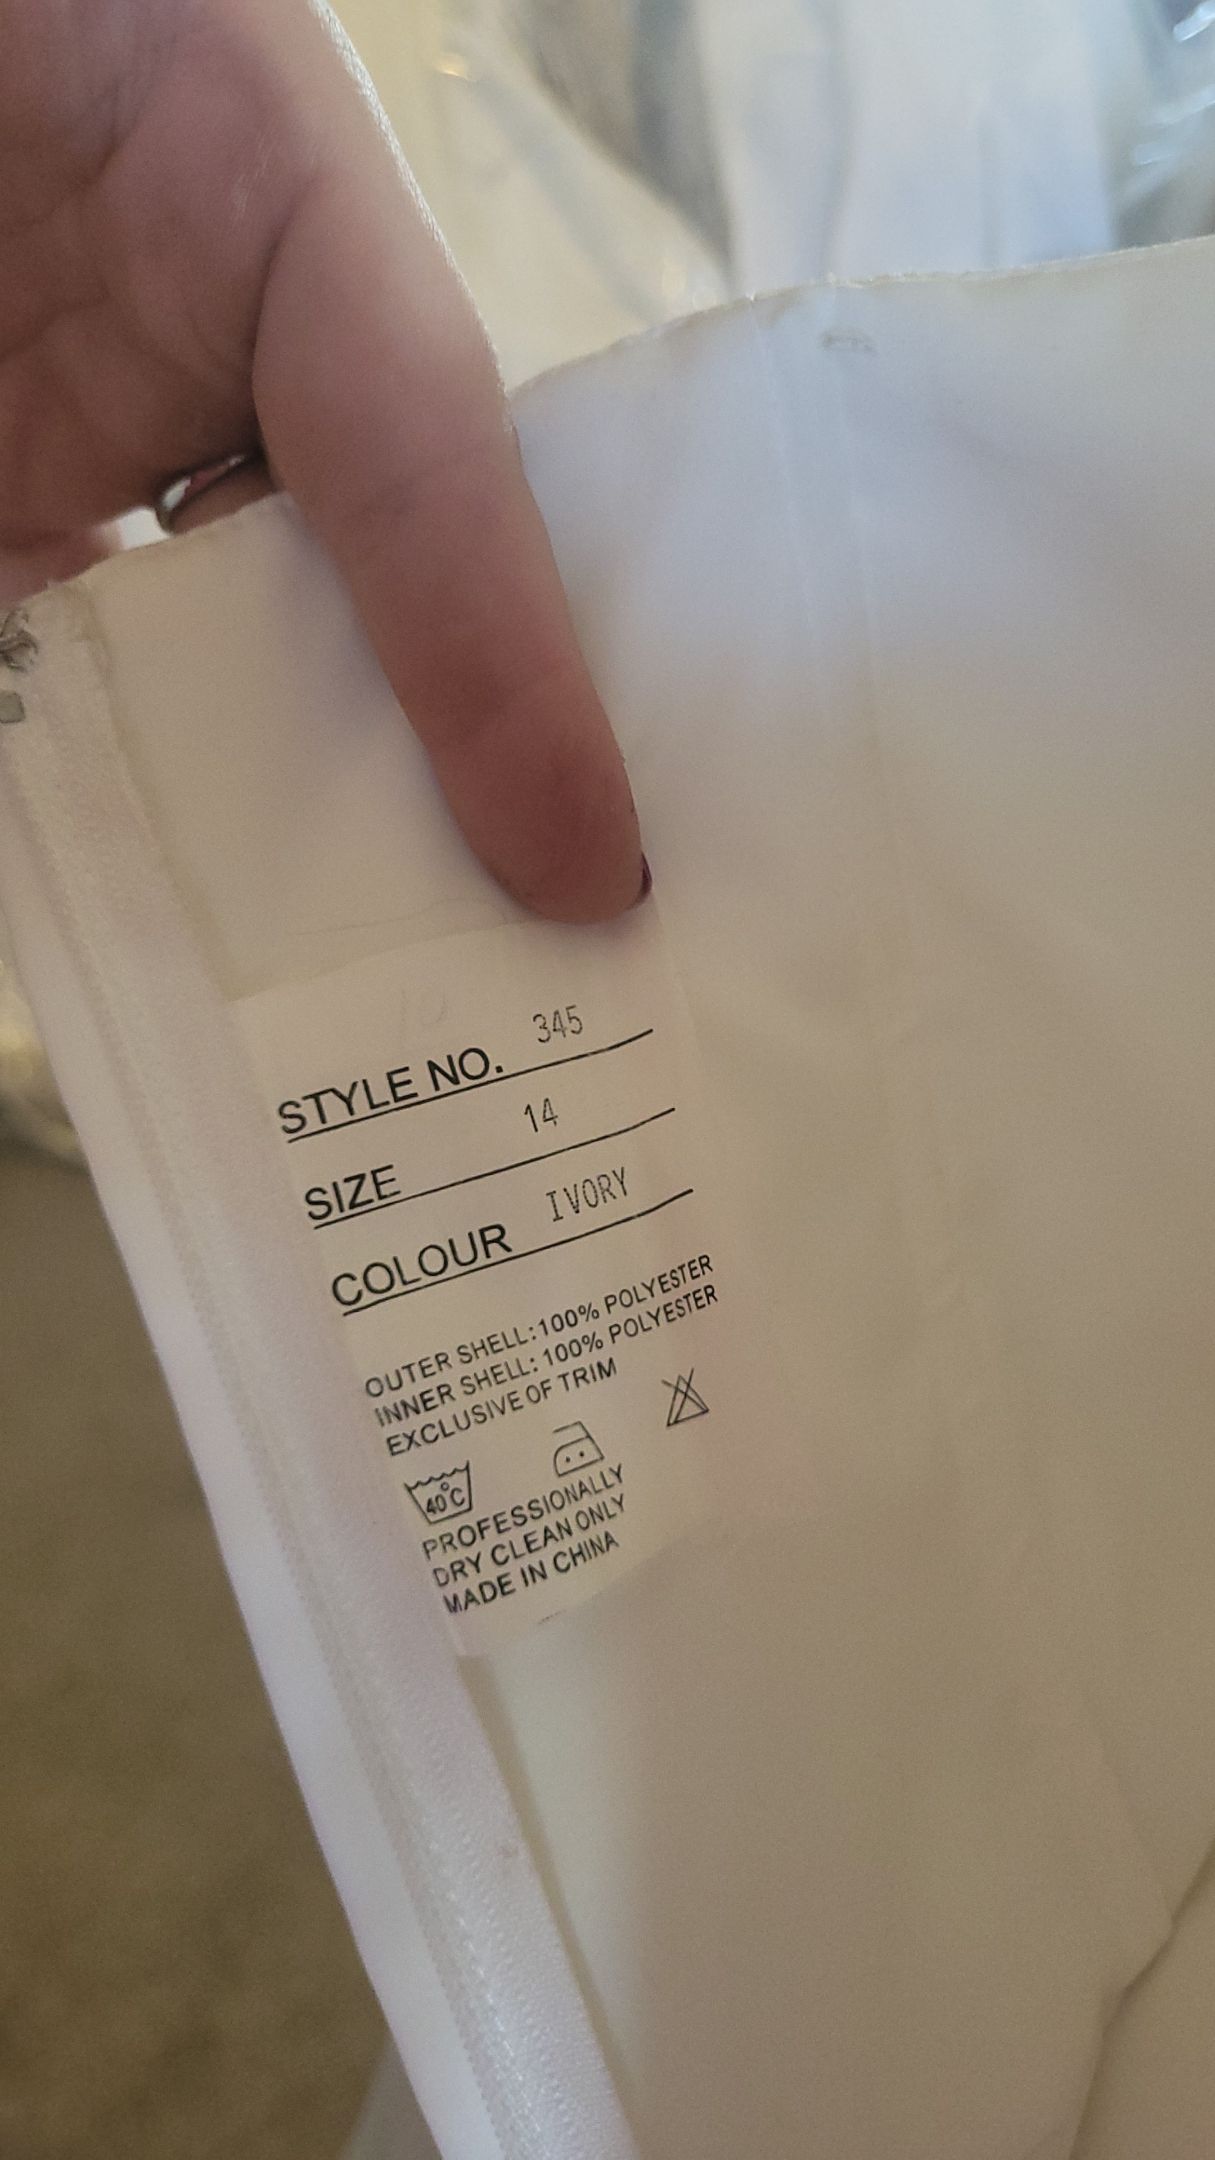 STYLE NO. 345
SIZE 14
COLOUR IVORY
OUTER SHELL:100% POLYESTER
INNER SHELL: 100% POLYESTER
EXCLUSIVE OF TRIM
40°C
PROFESSIONALLY
DRY CLEAN ONLY
MADE IN CHINA